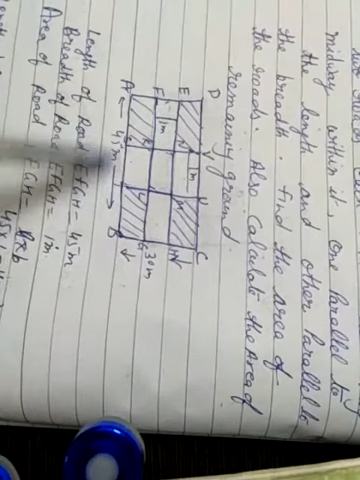 midway within it, one parallel to
the length and other parallel to
the breadth. Find the area of
the roads. Also Calculate the Area of
remaining ground.
D
E
F
A
1m
1m
45m
30m
C
H
G
B
Length of Road EFGH = 45m
Breadth of Road EFGH = 1m
Area of Road EFGH = l×b